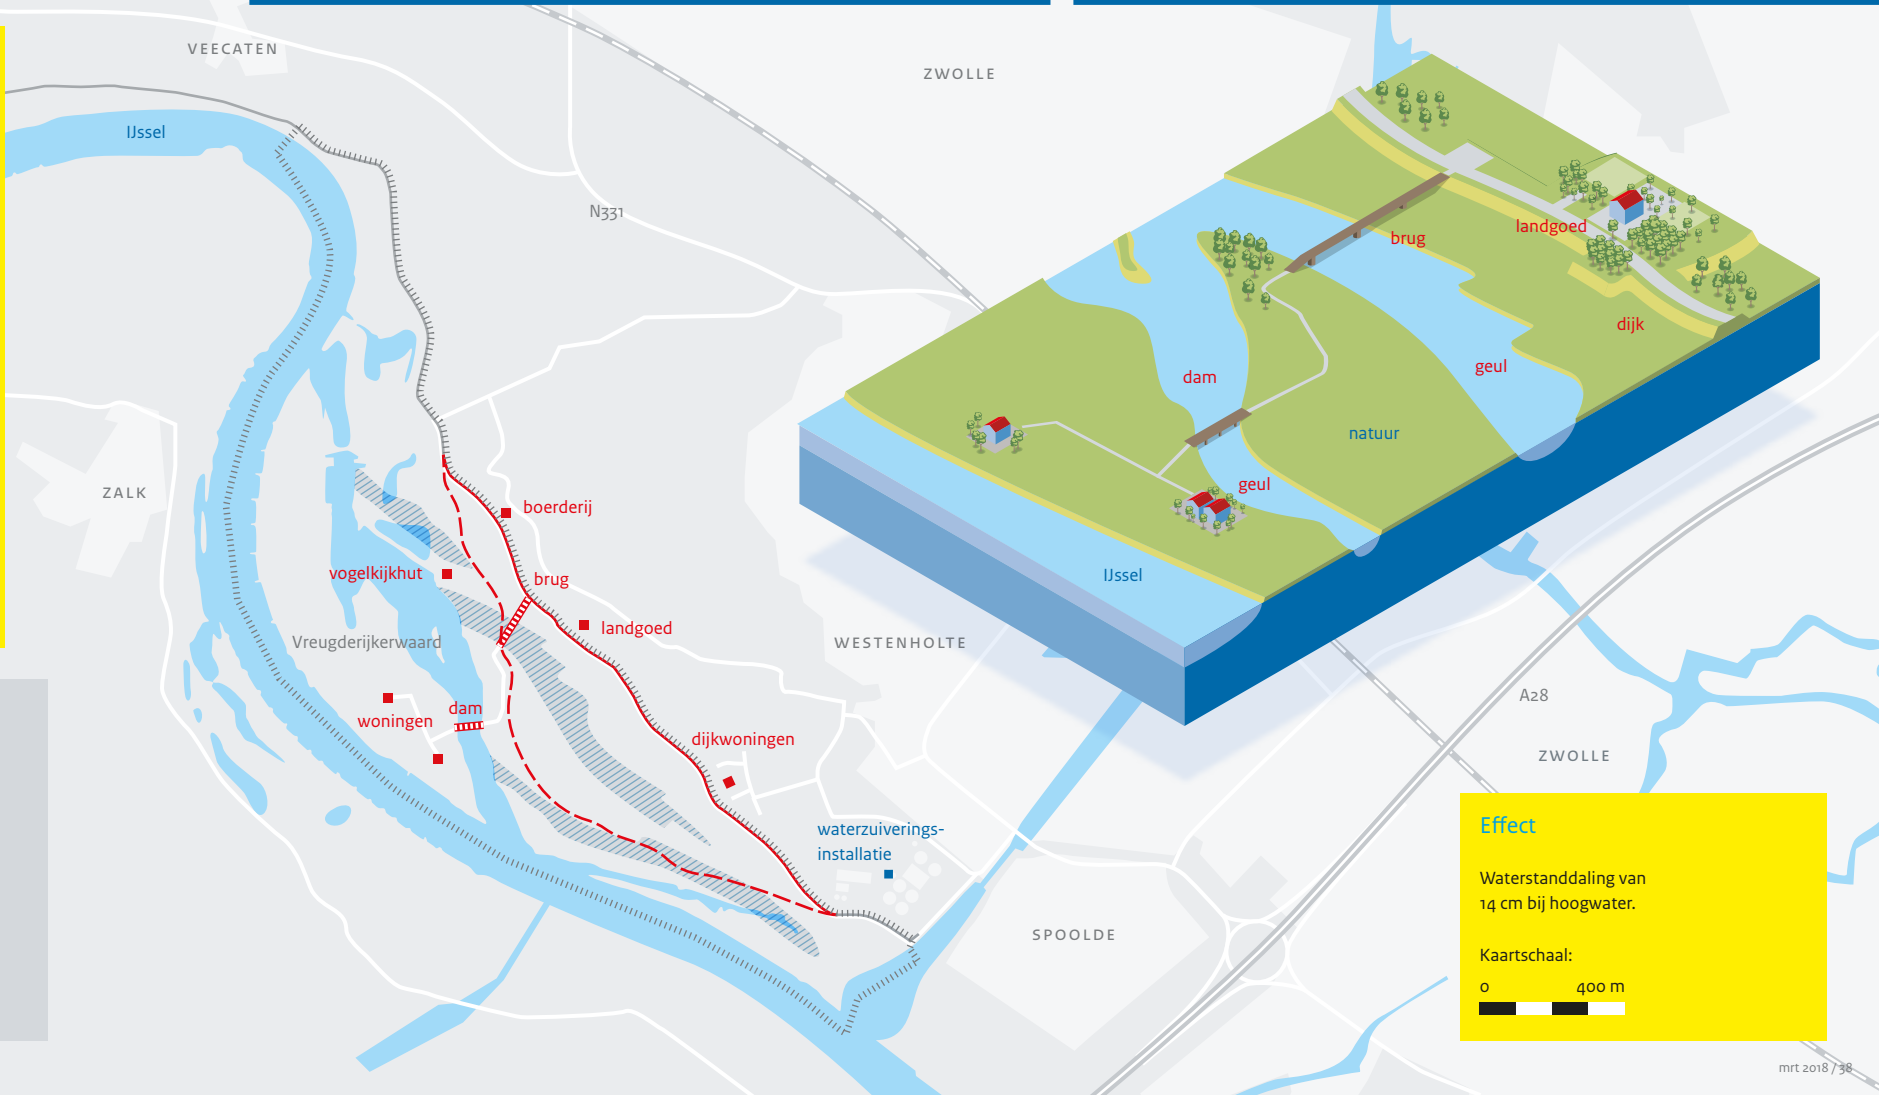 VEECATEN
ZWOLLE
IJssel
N331
brug
landgoed
dijk
geul
dam
natuur
geul
IJssel
ZALK
boerderij
vogelkijkhut
brug
landgoed
Vreugderijkerwaard
WESTENHOLTE
dam
woningen
dijkwoningen
A28
ZWOLLE
waterzuiverings-
installatie
SPOOLDE
Effect
Waterstanddaling van
14 cm bij hoogwater.
Kaartschaal:
0 400 m
mrt 2018 / 38